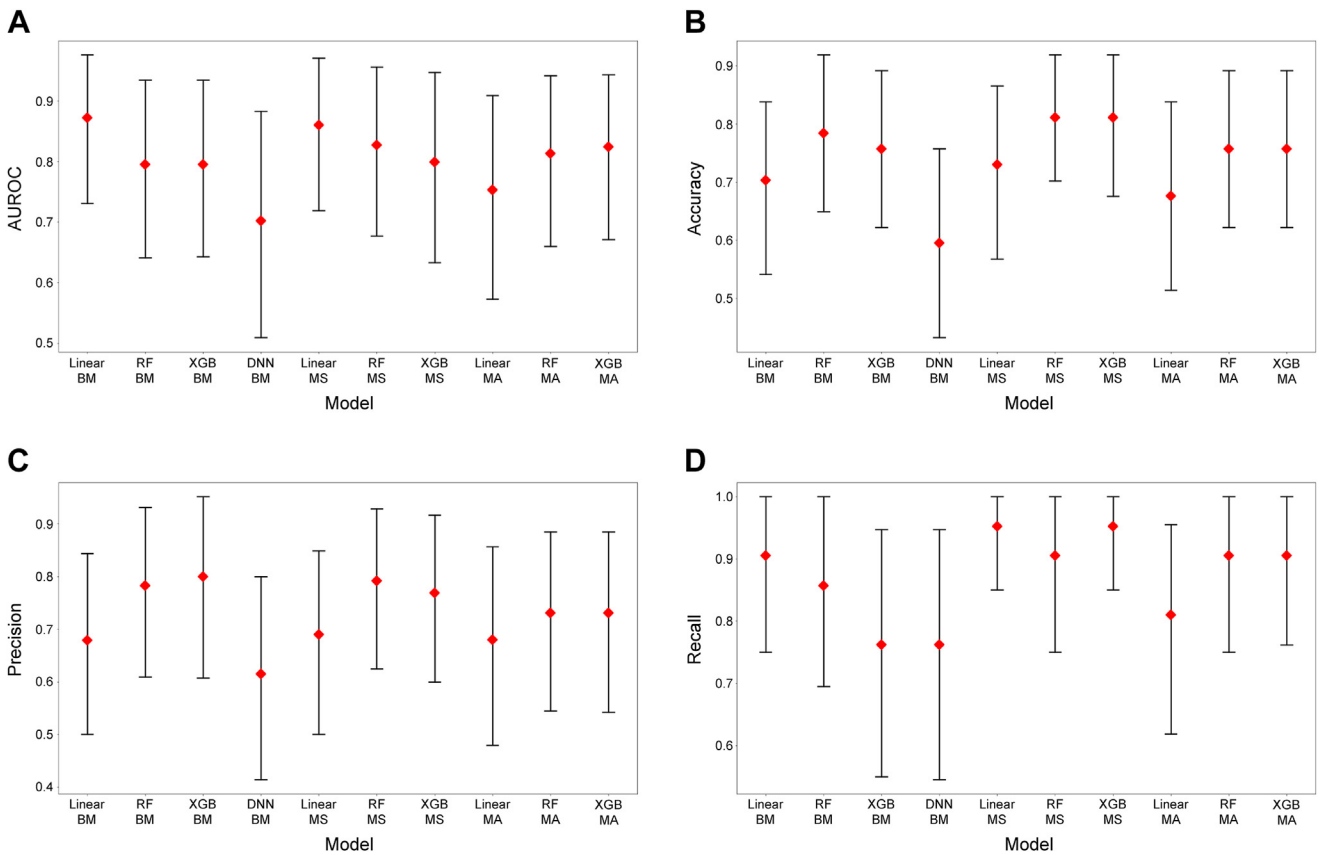 A
AUROC
0.9
0.8
0.7
0.6
0.5
Linear RF XGB DNN Linear RF XGB Linear RF XGB
BM BM BM BM MS MS MS MA MA MA
Model
B
Accuracy
0.9
0.8
0.7
0.6
0.5
Linear RF XGB DNN Linear RF XGB Linear RF XGB
BM BM BM BM MS MS MS MA MA MA
Model
C
Precision
0.9
0.8
0.7
0.6
0.5
0.4
Linear RF XGB DNN Linear RF XGB Linear RF XGB
BM BM BM BM MS MS MS MA MA MA
Model
D
Recall
1.0
0.9
0.8
0.7
0.6
Linear RF XGB DNN Linear RF XGB Linear RF XGB
BM BM BM BM MS MS MS MA MA MA
Model